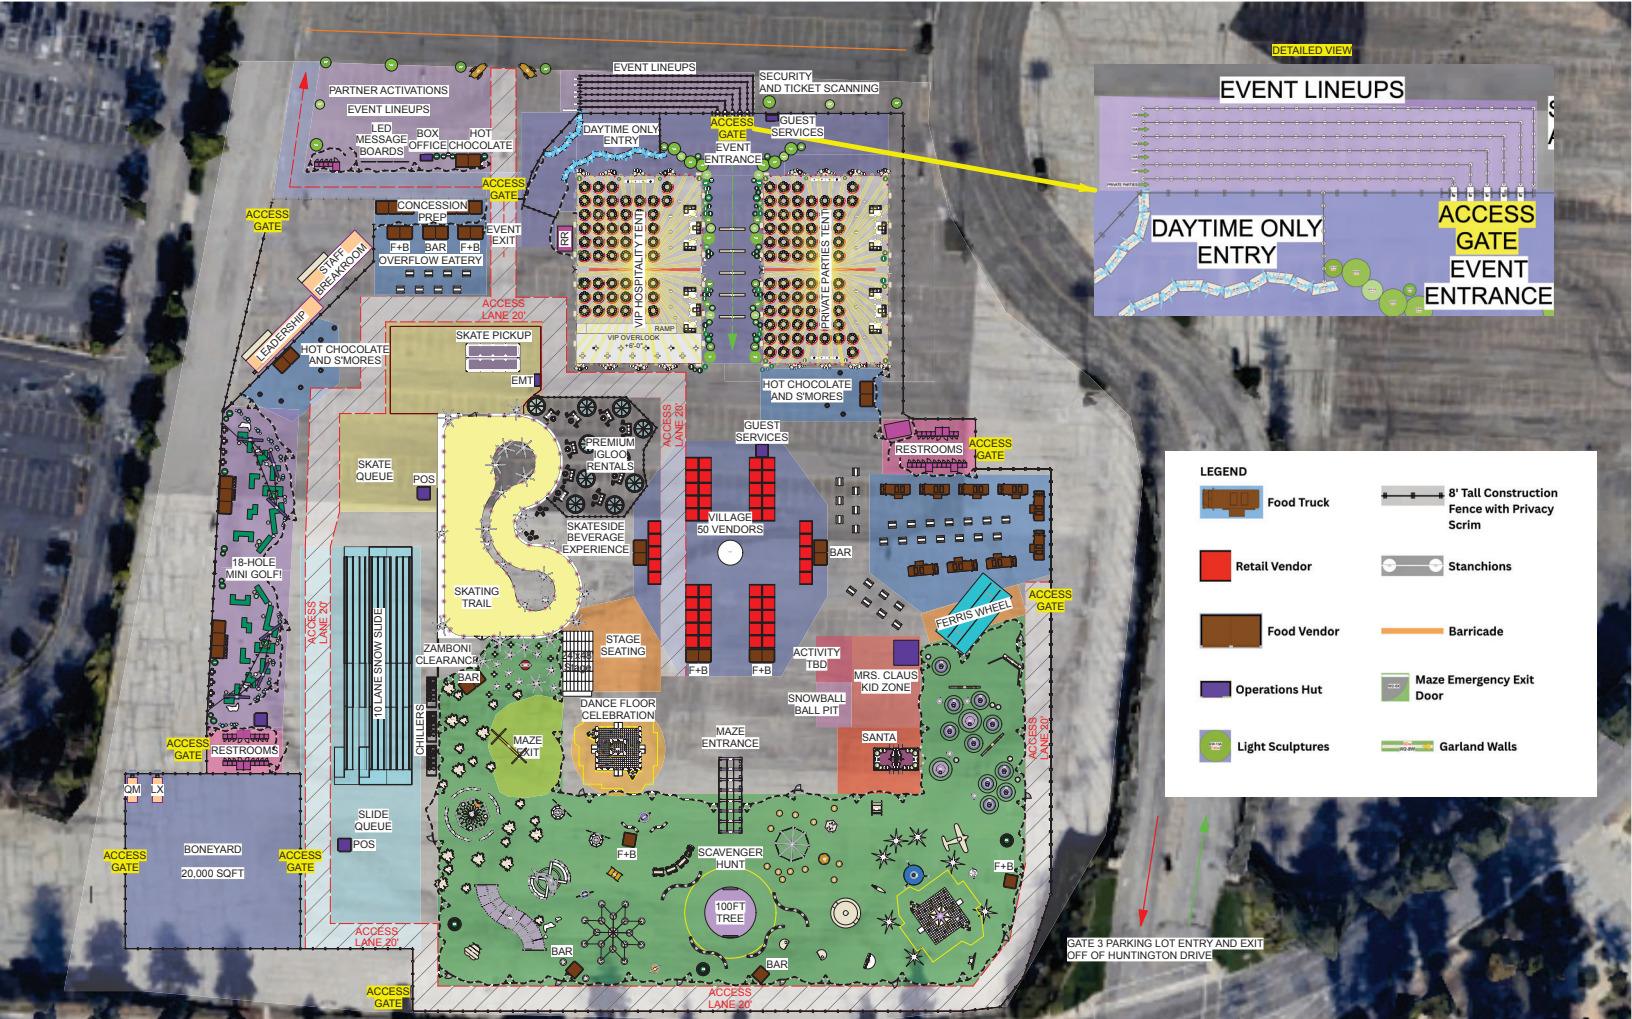 DETAILED VIEW
EVENT LINEUPS
PARTNER ACTIVATIONS
EVENT LINEUPS
LED
MESSAGE
BOARDS
BOX
OFFICE
HOT
CHOCOLATE
SECURITY
AND TICKET SCANNING
ACCESS
GATE
GUEST
SERVICES
DAYTIME ONLY
ENTRY
EVENT
ENTRANCE
EVENT LINEUPS
PRIVATE PARTIES
DAYTIME ONLY
ENTRY
ACCESS
GATE
EVENT
ENTRANCE
ACCESS
GATE
ACCESS
GATE
CONCESSION
PREP
F+B
BAR
F+B
OVERFLOW EATERY
EVENT
EXIT
RR
STAFF
BREAKROOM
LEADERSHIP
VIP HOSPITALITY TENT
PRIVATE PARTIES TENT
RAMP
VIP OVERLOOK
+6'-0"
ACCESS
LANE 20'
SKATE PICKUP
EMT
HOT CHOCOLATE
AND S'MORES
HOT CHOCOLATE
AND S'MORES
ACCESS
LANE 20'
PREMIUM
IGLOO
RENTALS
GUEST
SERVICES
RESTROOMS
ACCESS
GATE
SKATE
QUEUE
POS
SKATESIDE
BEVERAGE
EXPERIENCE
VILLAGE
50 VENDORS
BAR
18-HOLE
MINI GOLF!
SKATING
TRAIL
ACCESS
LANE 20'
10 LANE SNOW SLIDE
FERRIS WHEEL
ACCESS
GATE
ZAMBONI
CLEARANCE
BAR
STAGE
SEATING
F+B
F+B
ACTIVITY
TBD
MRS. CLAUS
KID ZONE
SNOWBALL
BALL PIT
CHILLERS
DANCE FLOOR
CELEBRATION
MAZE
EXIT
MAZE
ENTRANCE
SANTA
ACCESS
LANE 20'
ACCESS
GATE
RESTROOMS
QM
LX
SLIDE
QUEUE
POS
ACCESS
GATE
BONEYARD
20,000 SQFT
ACCESS
GATE
F+B
SCAVENGER
HUNT
100FT
TREE
F+B
ACCESS
LANE 20'
BAR
BAR
ACCESS
GATE
ACCESS
LANE 20'
LEGEND
Food Truck
8' Tall Construction
Fence with Privacy
Scrim
Retail Vendor
Stanchions
Food Vendor
Barricade
Operations Hut
Maze Emergency Exit
Door
Light Sculptures
Garland Walls
GATE 3 PARKING LOT ENTRY AND EXIT
OFF OF HUNTINGTON DRIVE